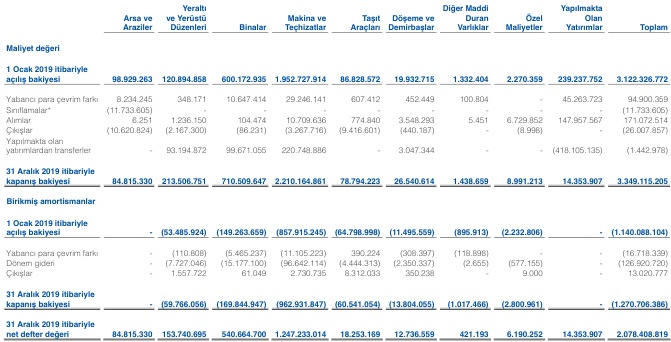 Arsa ve Araziler Yeraltı ve Yerüstü Düzenleri Binalar Makina ve Teçhizatlar Taşıt Araçları Döşeme ve Demirbaşlar Diğer Maddi Duran Varlıklar Özel Maliyetler Yapılmakta Olan Yatırımlar Toplam
Maliyet değeri
1 Ocak 2019 itibariyle
açılış bakiyesi 98.929.263 120.894.858 600.172.935 1.952.727.914 86.828.572 19.932.715 1.332.404 2.270.359 239.237.752 3.122.326.772
Yabancı para çevrim farkı 8.234.245 348.171 10.647.414 29.246.141 607.412 452.449 100.804 - 45.263.723 94.900.359
Sınıflamalar* (11.733.605) - - - - - - - - (11.733.605)
Alımlar 6.251 1.236.150 104.474 10.709.636 774.840 3.548.293 5.451 6.729.852 147.957.567 171.072.514
Çıkışlar (10.620.824) (2.167.300) (86.231) (3.267.716) (9.416.601) (440.187) - (8.998) - (26.007.857)
Yapılmakta olan
yatırımlardan transferler - 93.194.872 99.671.055 220.748.886 - 3.047.344 - - (418.105.135) (1.442.978)
31 Aralık 2019 itibariyle
kapanış bakiyesi 84.815.330 213.506.751 710.509.647 2.210.164.861 78.794.223 26.540.614 1.438.659 8.991.213 14.353.907 3.349.115.205
Birikmiş amortismanlar
1 Ocak 2019 itibariyle
açılış bakiyesi - (53.485.924) (149.263.659) (857.915.245) (64.798.998) (11.495.559) (895.913) (2.232.806) - (1.140.088.104)
Yabancı para çevrim farkı - (110.808) (5.465.237) (11.105.223) 390.224 (308.397) (118.898) - - (16.718.339)
Dönem gideri - (7.727.046) (15.177.100) (96.642.114) (4.444.313) (2.350.337) (2.655) (577.155) - (126.920.720)
Çıkışlar - 1.557.722 61.049 2.730.735 8.312.033 350.238 - 9.000 - 13.020.777
31 Aralık 2019 itibariyle
kapanış bakiyesi - (59.766.056) (169.844.947) (962.931.847) (60.541.054) (13.804.055) (1.017.466) (2.800.961) - (1.270.706.386)
31 Aralık 2019 itibariyle
net defter değeri 84.815.330 153.740.695 540.664.700 1.247.233.014 18.253.169 12.736.559 421.193 6.190.252 14.353.907 2.078.408.819